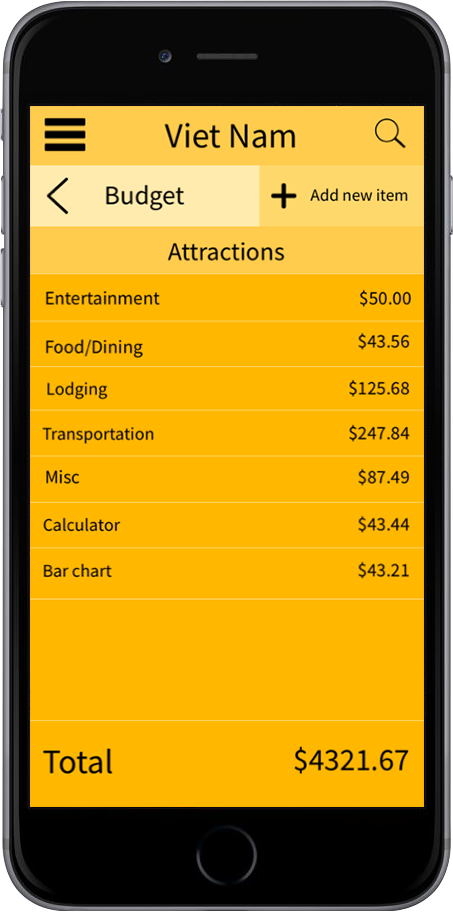 Viet Nam
Budget
Add new item
Attractions
Entertainment $50.00
Food/Dining $43.56
Lodging $125.68
Transportation $247.84
Misc $87.49
Calculator $43.44
Bar chart $43.21
Total $4321.67